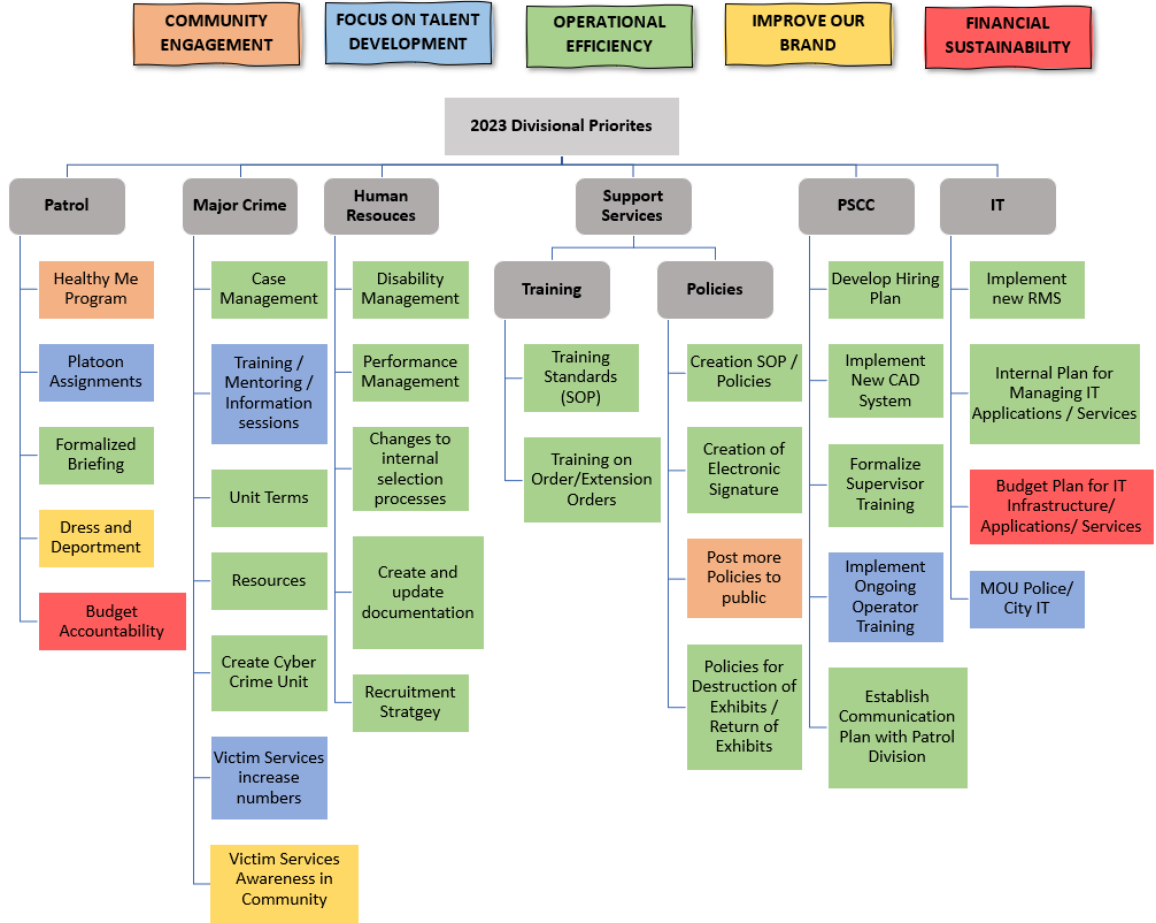 COMMUNITY
ENGAGEMENT
FOCUS ON TALENT
DEVELOPMENT
OPERATIONAL
EFFICIENCY
IMPROVE OUR
BRAND
FINANCIAL
SUSTAINABILITY
2023 Divisional Priorites
Patrol
Healthy Me
Program
Platoon
Assignments
Formalized
Briefing
Dress and
Deportment
Budget
Accountability
Major Crime
Case
Management
Training /
Mentoring /
Information
sessions
Unit Terms
Resources
Create Cyber
Crime Unit
Victim Services
increase
numbers
Victim Services
Awareness in
Community
Human
Resouces
Disability
Management
Performance
Management
Changes to
internal
selection
processes
Create and
update
documentation
Recruitment
Stratgey
Support
Services
Training
Training
Standards
(SOP)
Training on
Order/Extension
Orders
Policies
Creation SOP /
Policies
Creation of
Electronic
Signature
Post more
Policies to
public
Policies for
Destruction of
Exhibits /
Return of
Exhibits
PSCC
Develop Hiring
Plan
Implement
New CAD
System
Formalize
Supervisor
Training
Implement
Ongoing
Operator
Training
Establish
Communication
Plan with Patrol
Division
IT
Implement
new RMS
Internal Plan for
Managing IT
Applications / Services
Budget Plan for IT
Infrastructure/
Applications/ Services
MOU Police/
City IT